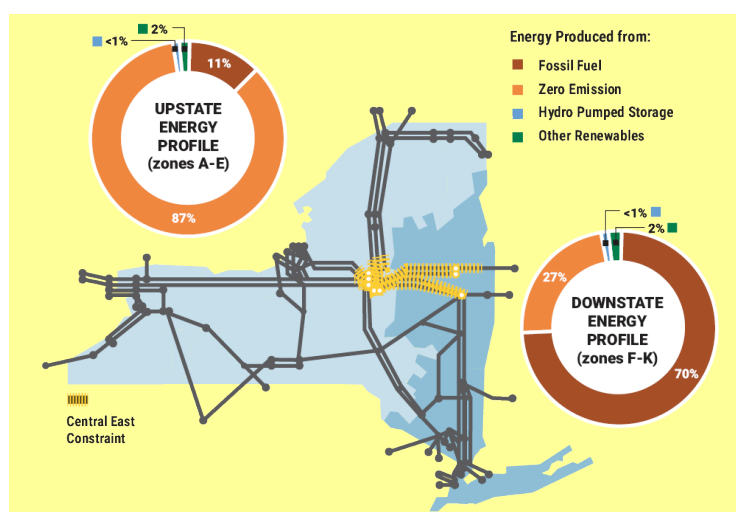 2%
<1%
11%
UPSTATE
ENERGY
PROFILE
(zones A-E)
87%
Energy Produced from:
Fossil Fuel
Zero Emission
Hydro Pumped Storage
Other Renewables
<1%
2%
27%
DOWNSTATE
ENERGY
PROFILE
(zones F-K)
70%
Central East
Constraint